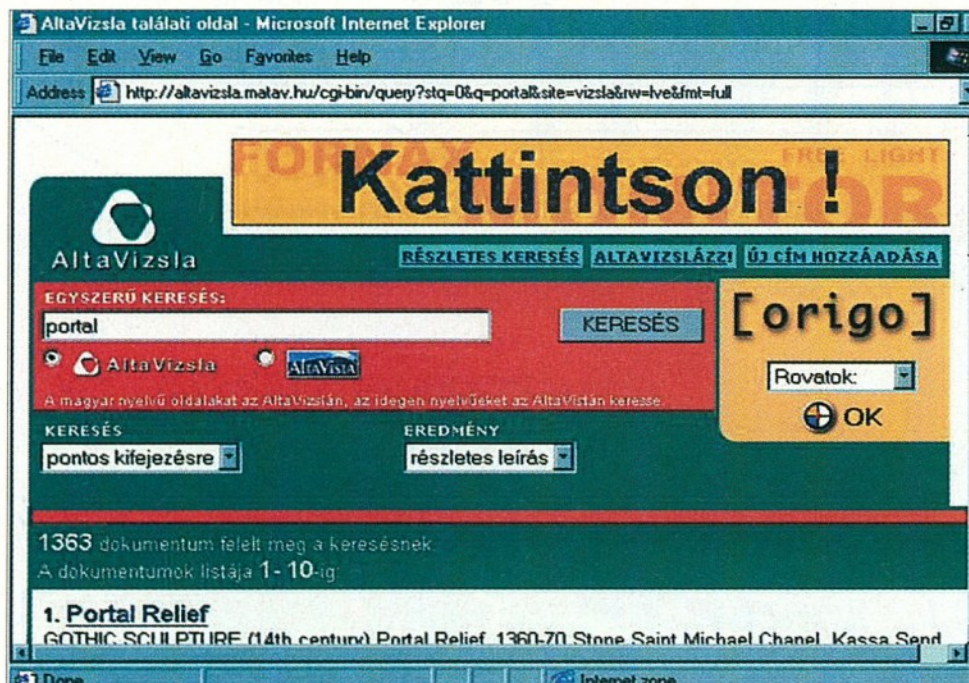 AltaVizsla találati oldal - Microsoft Internet Explorer
File Edit View Go Favorites Help
Address http://altavizsla.matav.hu/cgi-bin/query?stq=0&q=portal&site=vizsla&rw=lve&fmt=full
FORNAX FREE LIGHT
MONITOR
Kattintson !
AltaVizsla
RÉSZLETES KERESÉS ALTAVIZSLÁZZ! ÚJ CÍM HOZZÁADÁSA
EGYSZERŰ KERESÉS:
portal KERESÉS
[origo]
AltaVizsla AltaVista
Rovatok:
A magyar nyelvű oldalakat az AltaVizslán, az idegen nyelvűeket az AltaVistán keresse.
OK
KERESÉS EREDMÉNY
pontos kifejezésre részletes leírás
1363 dokumentum felelt meg a keresésnek.
A dokumentumok listája 1-10-ig:
1. Portal Relief
GOTHIC SCULPTURE (14th century) Portal Relief, 1360-70 Stone Saint Michael Chapel, Kassa Send
Done Internet zone